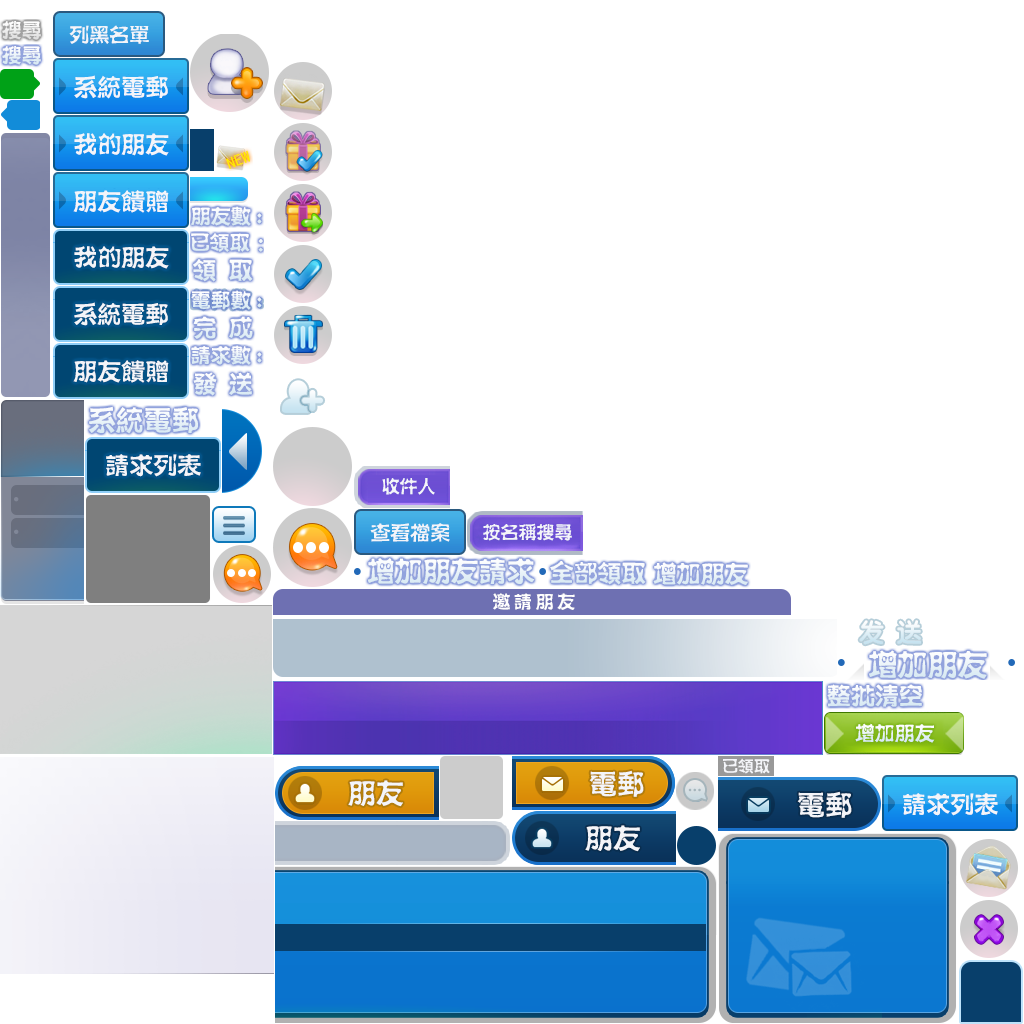 搜尋
搜尋
列黑名單
系統電郵
我的朋友
NEW
朋友饋贈
朋友數：
已領取：
我的朋友
領 取
電郵數：
系統電郵
完 成
請求數：
朋友饋贈
發 送
系統電郵
請求列表
收件人
查看檔案
按名稱搜尋
•增加朋友請求•
全部領取
增加朋友
邀請朋友
发 送
• 增加朋友 •
整批清空
增加朋友
朋友
電郵
已領取
電郵
請求列表
朋友